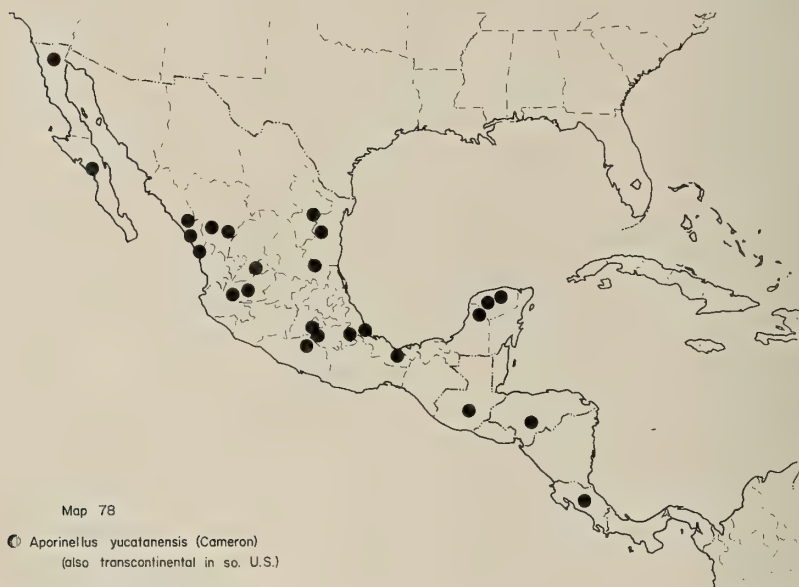 Map 78
Aporinellus yucatanensis (Cameron)
(also transcontinental in so. U.S.)